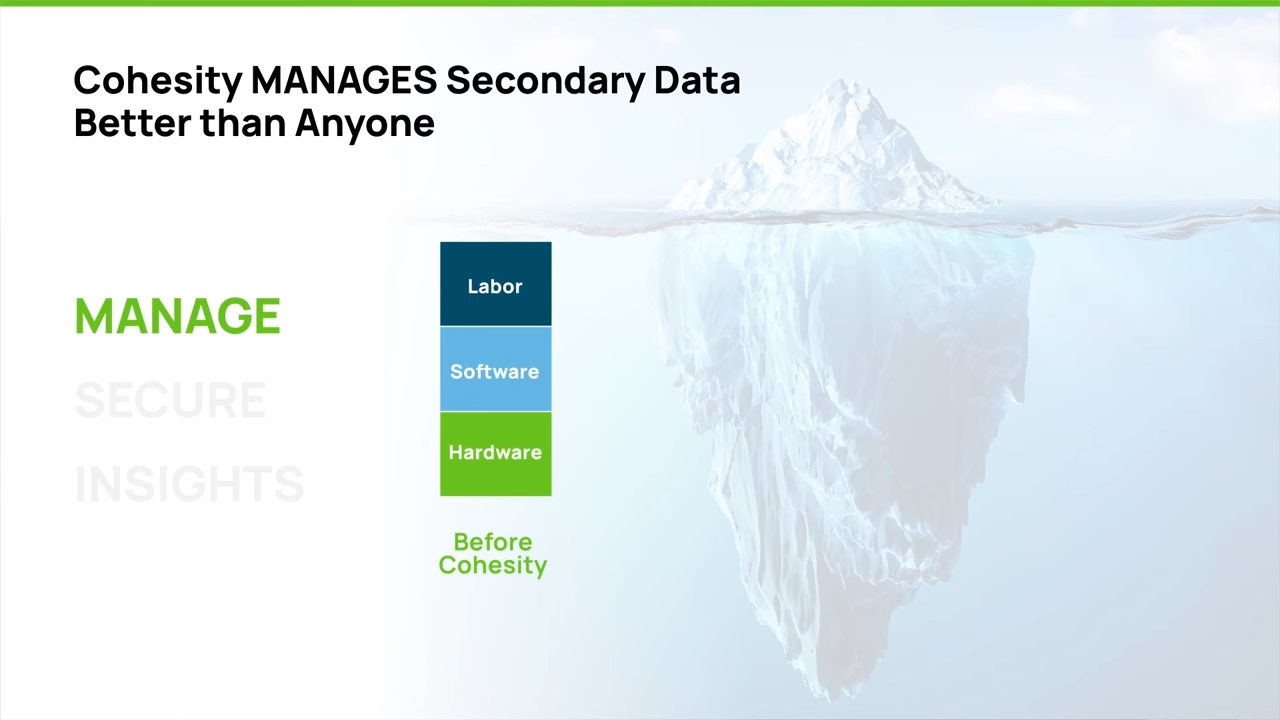 Cohesity MANAGES Secondary Data
Better than Anyone
MANAGE
SECURE
INSIGHTS
Labor
Software
Hardware
Before
Cohesity